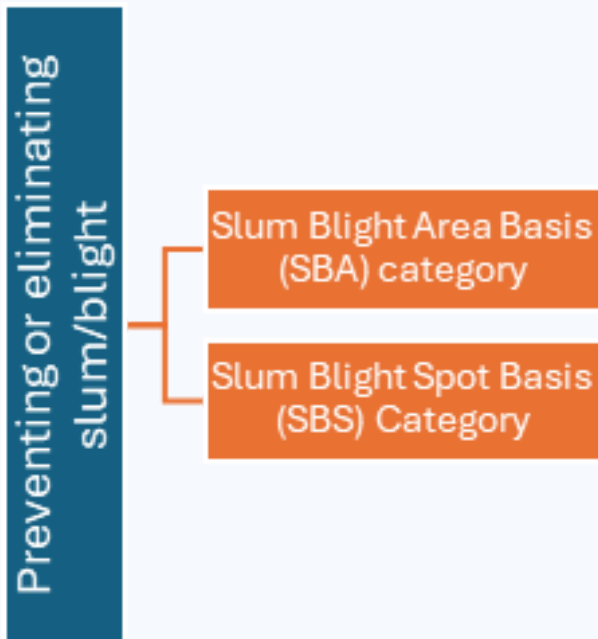 Preventing or eliminating
slum/blight
Slum Blight Area Basis
(SBA) category
Slum Blight Spot Basis
(SBS) Category